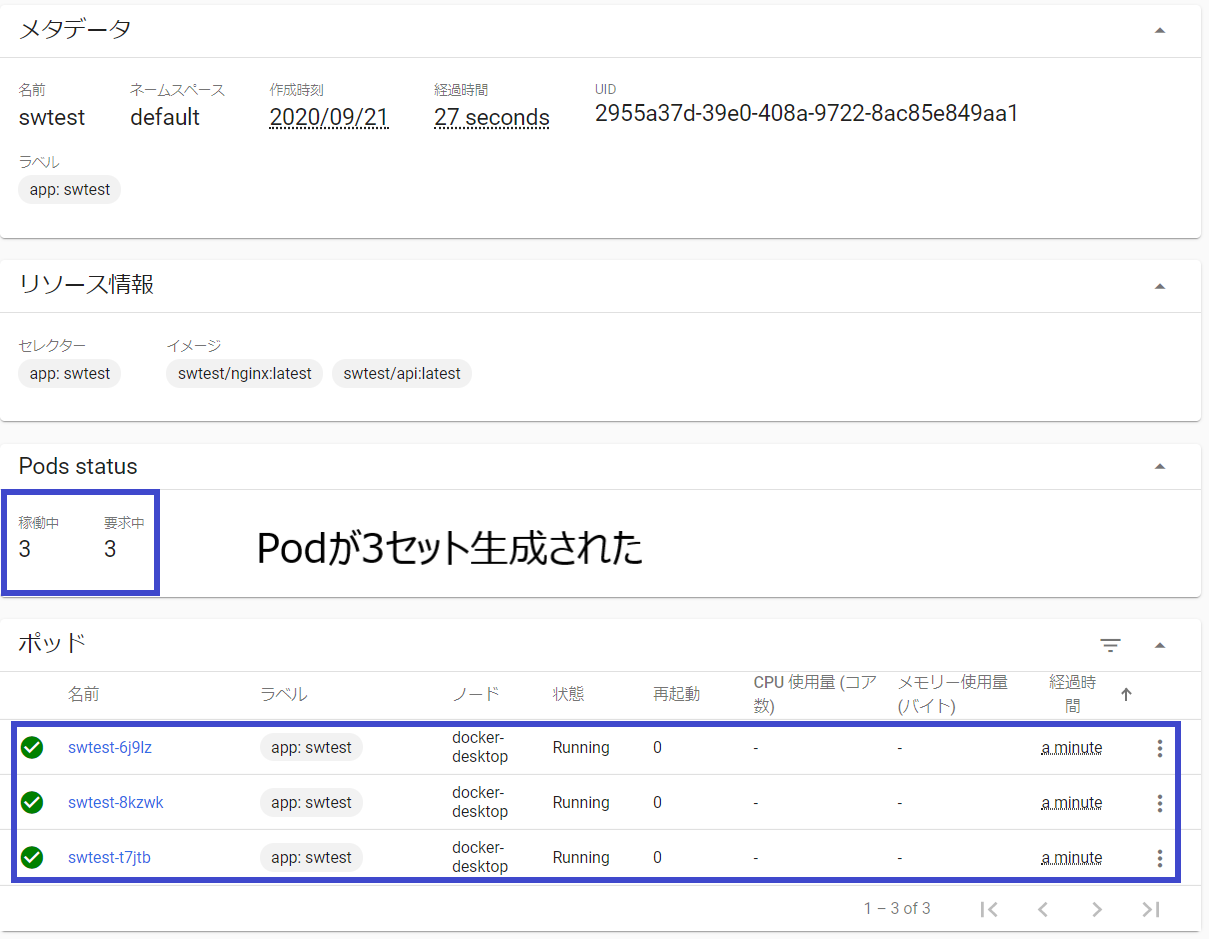 メタデータ
名前 ネームスペース 作成時刻 経過時間 UID
swtest default 2020/09/21 27 seconds 2955a37d-39e0-408a-9722-8ac85e849aa1
ラベル
app: swtest
リソース情報
セレクター イメージ
app: swtest swtest/nginx:latest swtest/api:latest
Pods status
稼働中 要求中
3 3
Podが3セット生成された
ポッド
名前 ラベル ノード 状態 再起動 CPU 使用量 (コア数) メモリー使用量 (バイト) 経過時間
swtest-6j9lz app: swtest docker-desktop Running 0 - - a minute
swtest-8kzwk app: swtest docker-desktop Running 0 - - a minute
swtest-t7jtb app: swtest docker-desktop Running 0 - - a minute
1 – 3 of 3